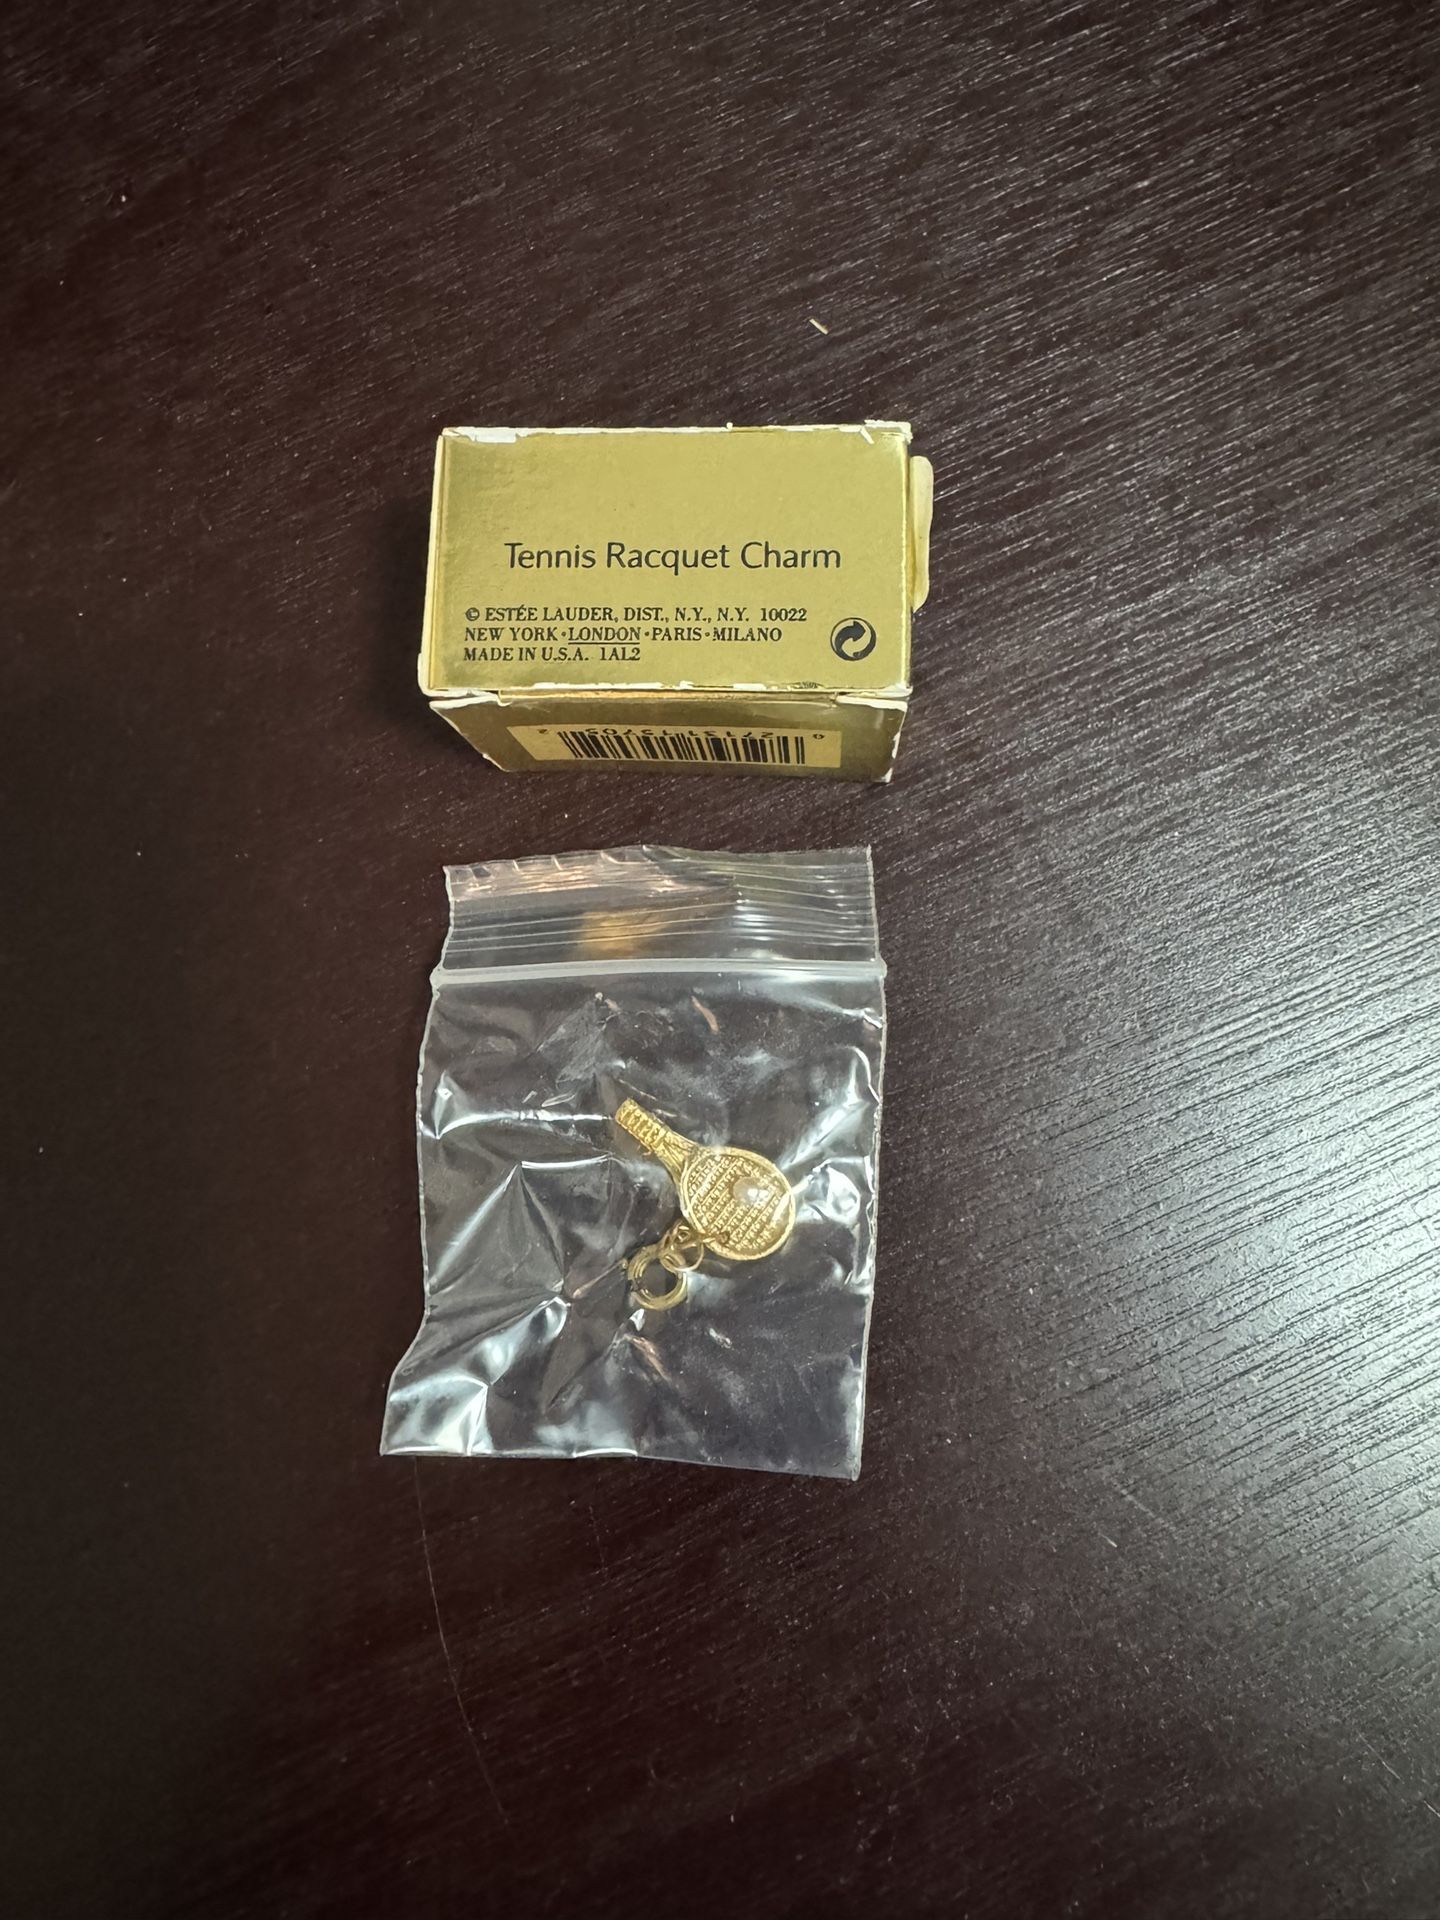 Tennis Racquet Charm
© ESTÉE LAUDER, DIST., N.Y., N.Y. 10022
NEW YORK·LONDON·PARIS·MILANO
MADE IN U.S.A. 1AL2